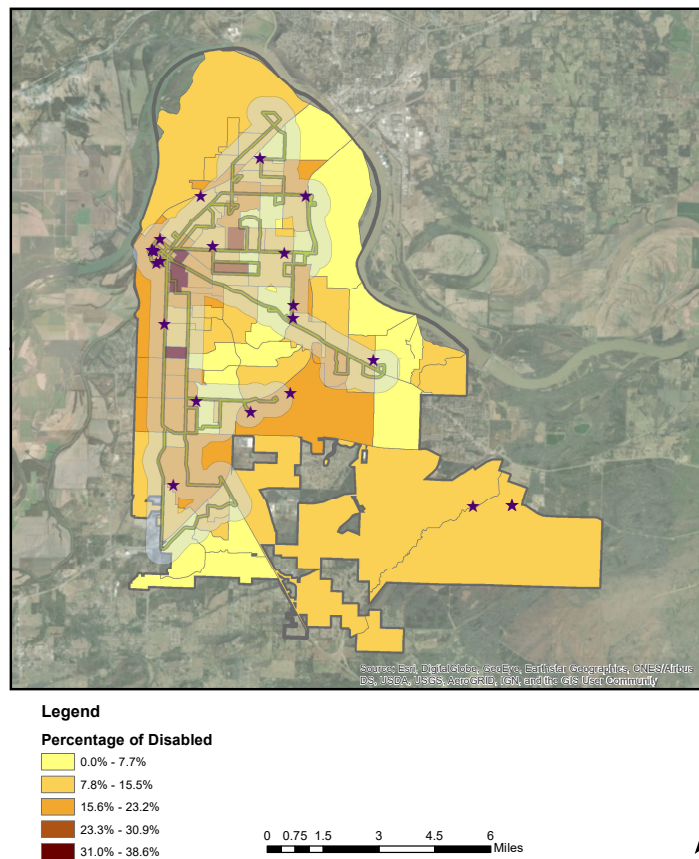 Source: Esri, DigitalGlobe, GeoEye, Earthstar Geographics, CNES/Airbus
DS, USDA, USGS, AeroGRID, IGN, and the GIS User Community
Legend
Percentage of Disabled
0.0% - 7.7%
7.8% - 15.5%
15.6% - 23.2%
23.3% - 30.9%
31.0% - 38.6%
0 0.75 1.5 3 4.5 6
Miles